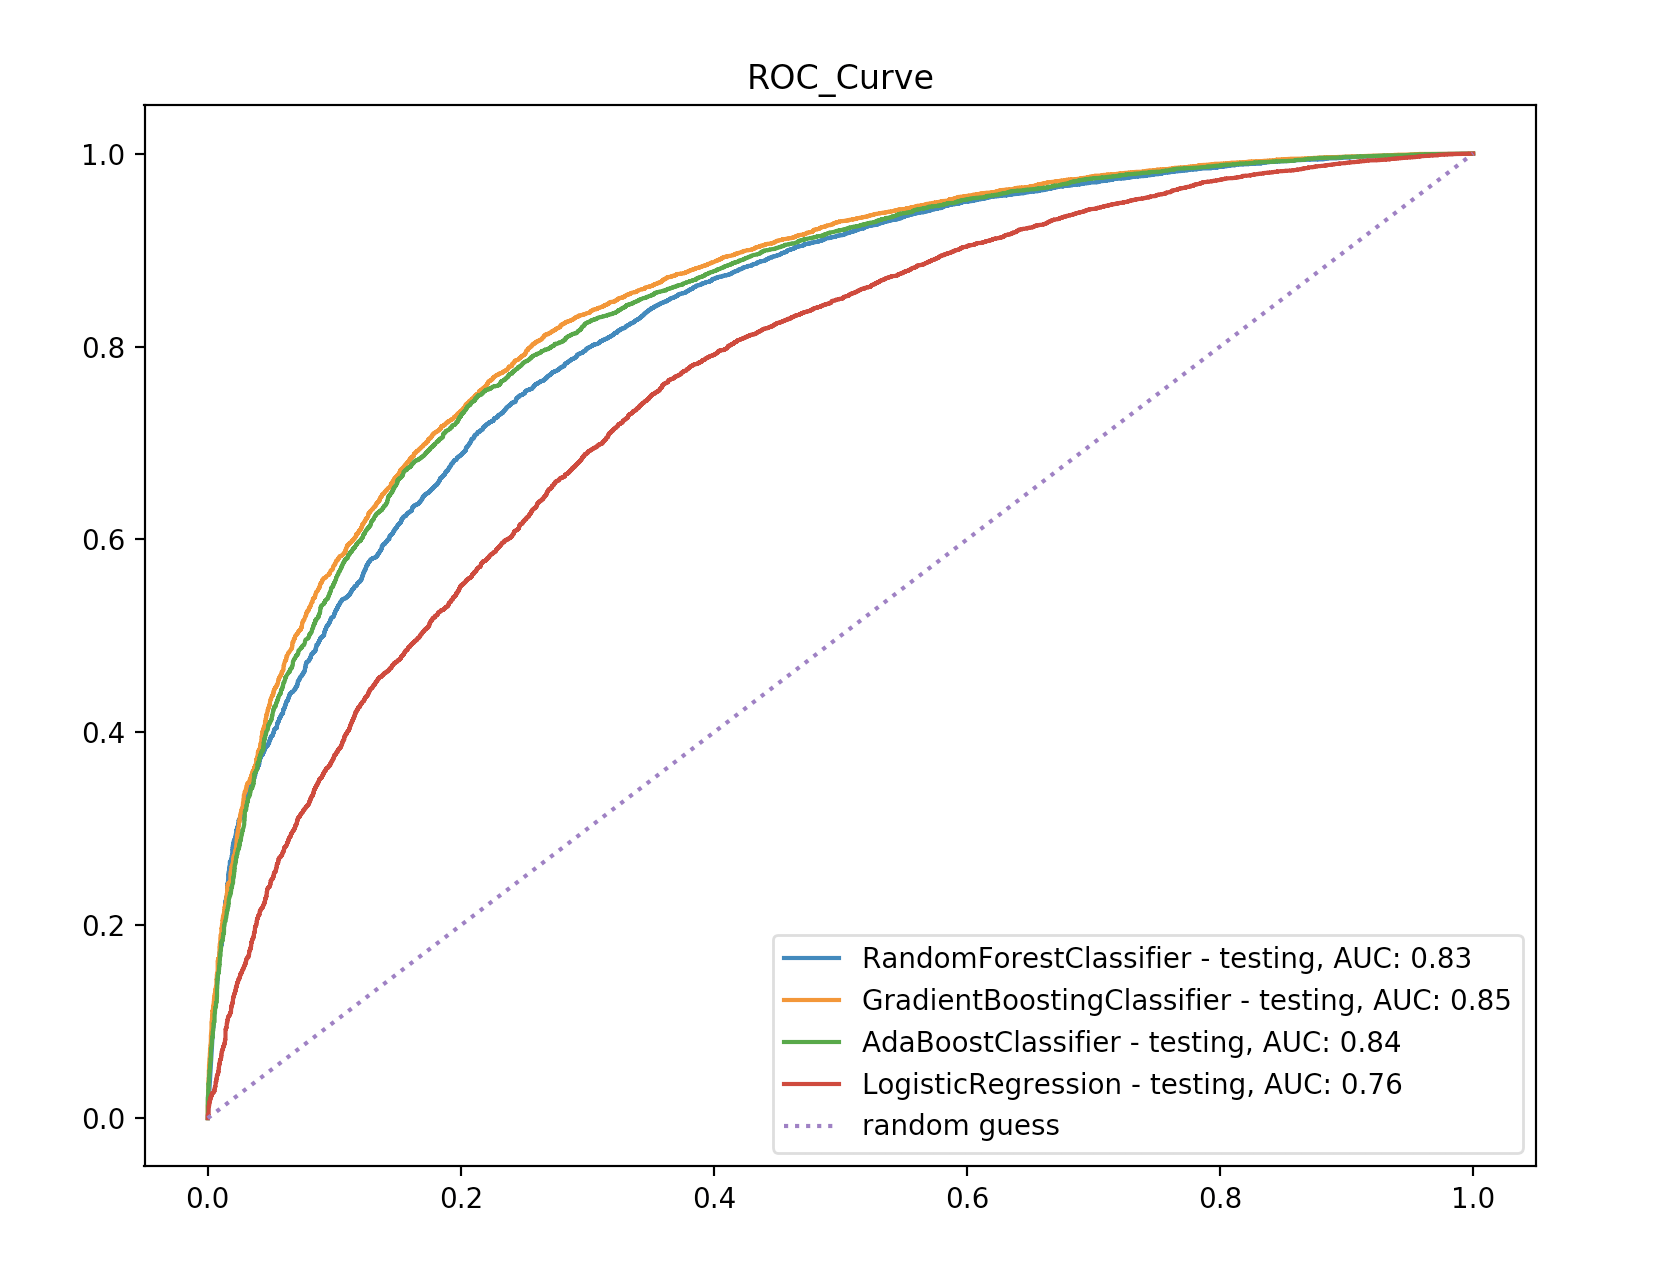 ROC_Curve
1.0
0.8
0.6
0.4
0.2
0.0
RandomForestClassifier - testing, AUC: 0.83
GradientBoostingClassifier - testing, AUC: 0.85
AdaBoostClassifier - testing, AUC: 0.84
LogisticRegression - testing, AUC: 0.76
random guess
0.0 0.2 0.4 0.6 0.8 1.0